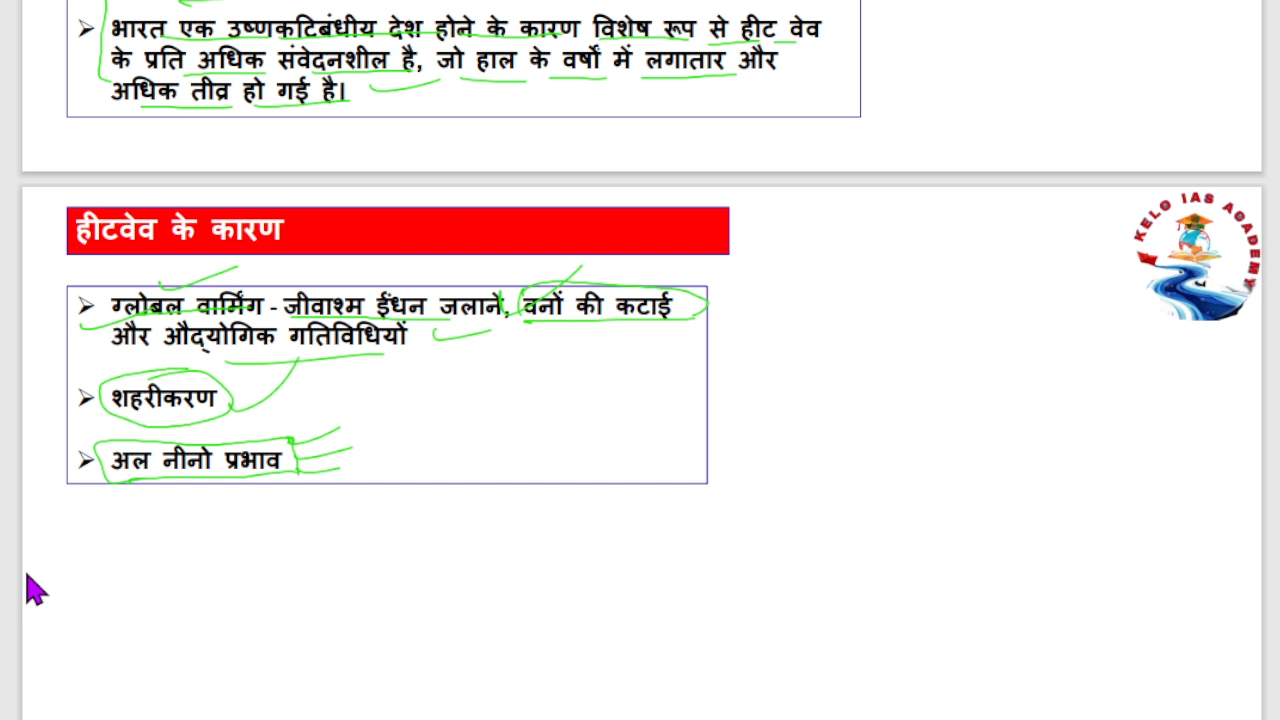 ➢ भारत एक उष्णकटिबंधीय देश होने के कारण विशेष रूप से हीट वेव
के प्रति अधिक संवेदनशील है, जो हाल के वर्षों में लगातार और
अधिक तीव्र हो गई है।
हीटवेव के कारण
KELO IAS ACADEMY
➢ ग्लोबल वार्मिंग - जीवाश्म ईंधन जलाने, वनों की कटाई
और औद्योगिक गतिविधियों
➢ शहरीकरण
➢ अल नीनो प्रभाव